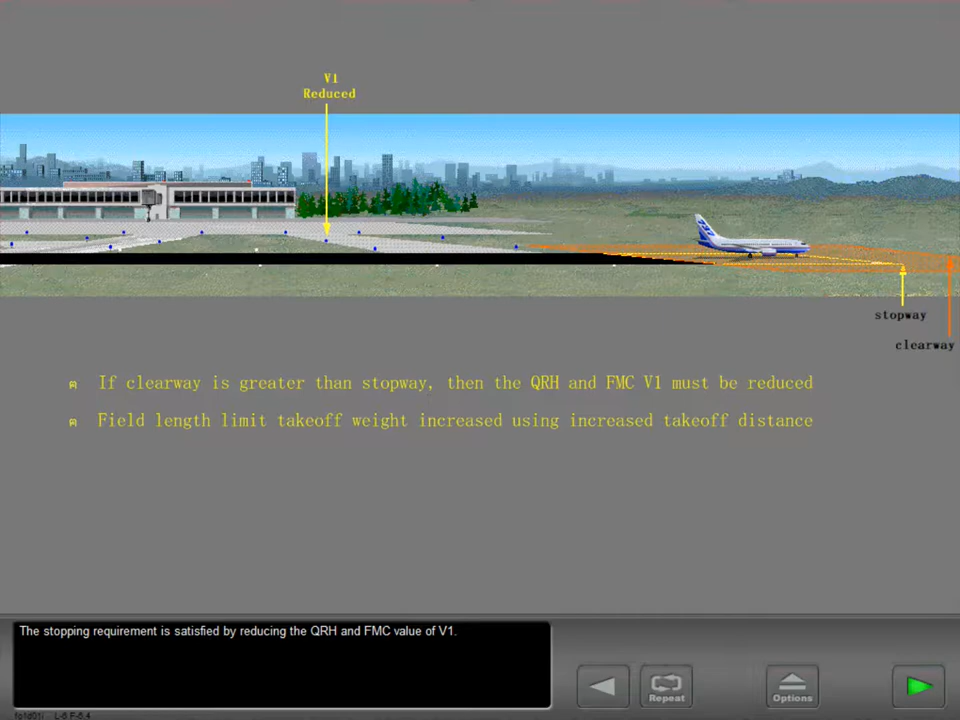 V1
Reduced
stopway
clearway
If clearway is greater than stopway, then the QRH and FMC V1 must be reduced
Field length limit takeoff weight increased using increased takeoff distance
The stopping requirement is satisfied by reducing the QRH and FMC value of V1.
Repeat
Options